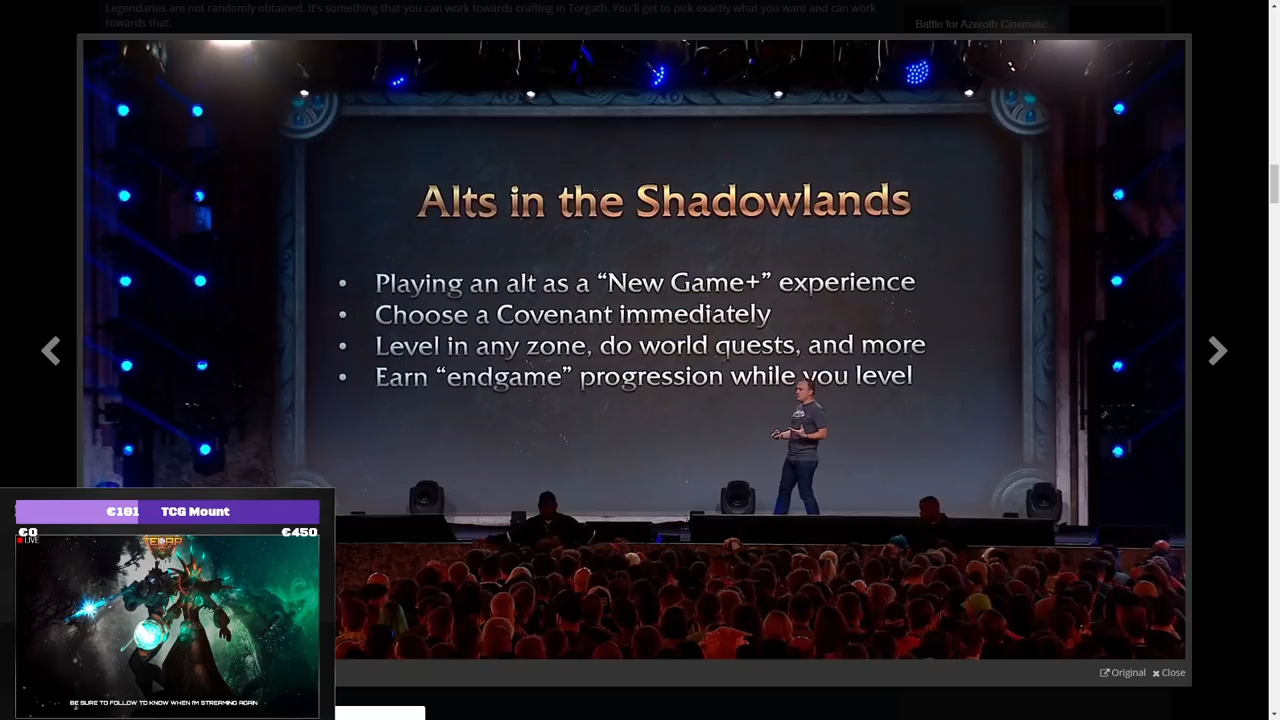 Legendaries are not randomly obtained. It's something that you can work towards crafting in Torgath. You'll get to pick exactly what you want and can work
towards that.
Battle for Azeroth Cinematic...
Alts in the Shadowlands
• Playing an alt as a “New Game+” experience
• Choose a Covenant immediately
• Level in any zone, do world quests, and more
• Earn “endgame” progression while you level
€181 TCG Mount
€0 €450
LIVE
BE SURE TO FOLLOW TO KNOW WHEN I'M STREAMING AGAIN
Original Close